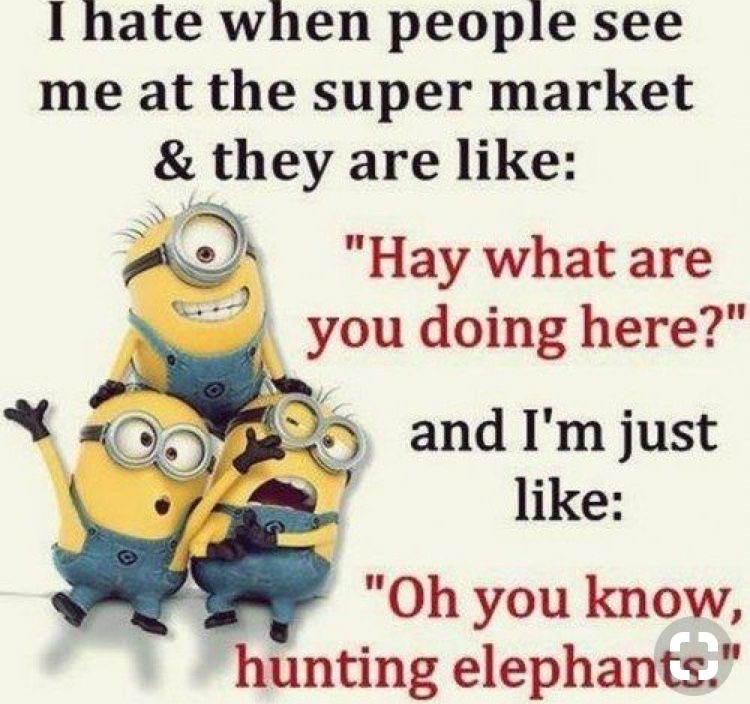 I hate when people see
me at the super market
& they are like:
"Hay what are
you doing here?"
and I'm just
like:
"Oh you know,
hunting elephants."